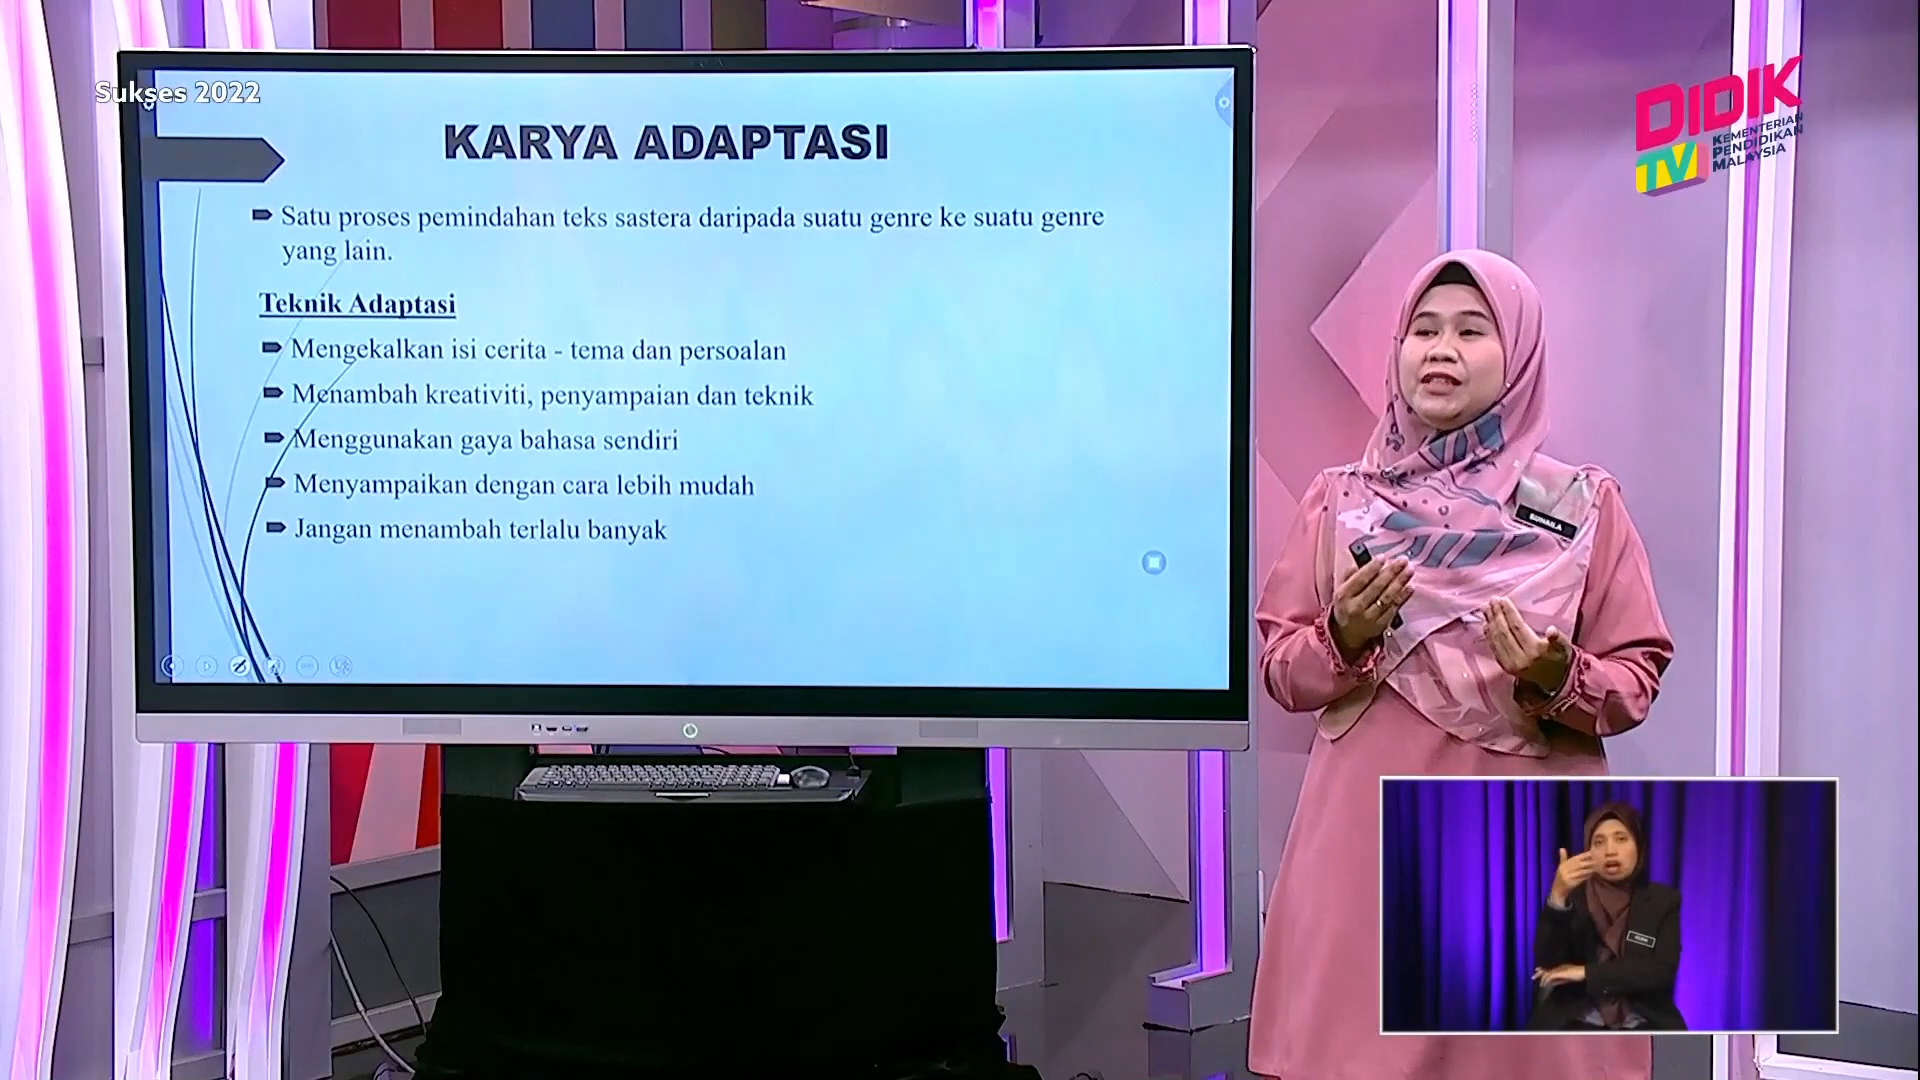 Sukses 2022
DIDIK
TV
KEMENTERIAN
PENDIDIKAN
MALAYSIA
KARYA ADAPTASI
Satu proses pemindahan teks sastera daripada suatu genre ke suatu genre
yang lain.
Teknik Adaptasi
Mengekalkan isi cerita - tema dan persoalan
Menambah kreativiti, penyampaian dan teknik
Menggunakan gaya bahasa sendiri
Menyampaikan dengan cara lebih mudah
Jangan menambah terlalu banyak